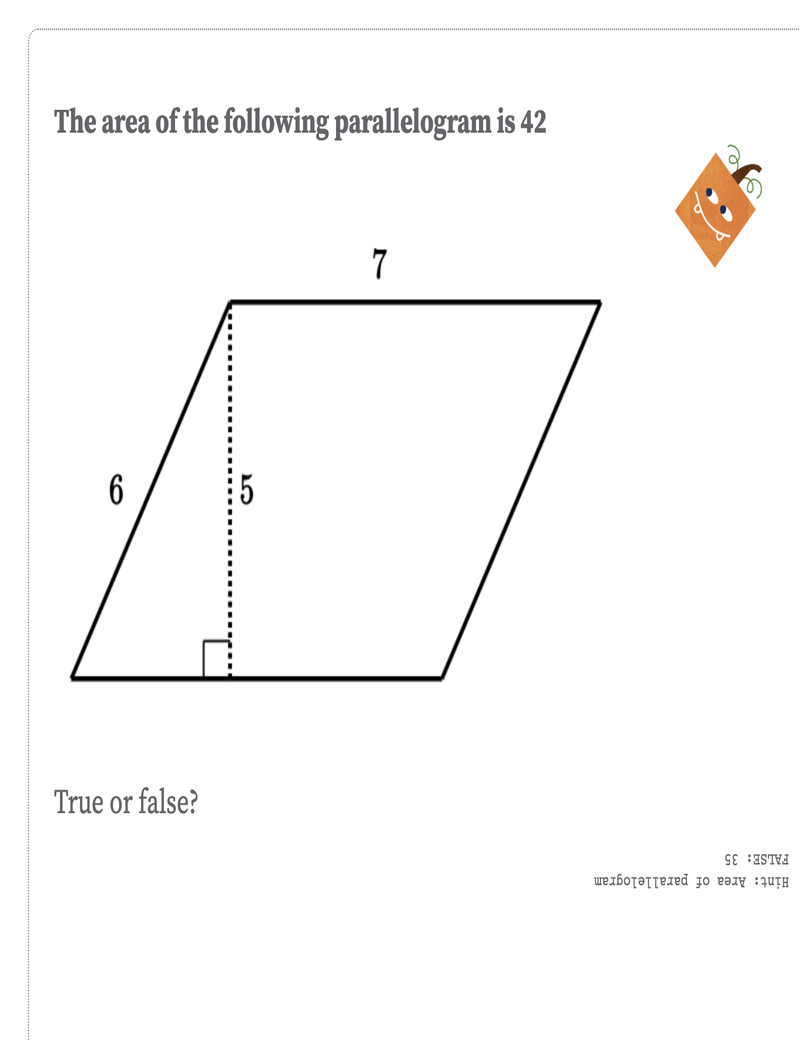 The area of the following parallelogram is 42
7
6
5
True or false?
Hint: Area of parallelogram
FALSE: 35